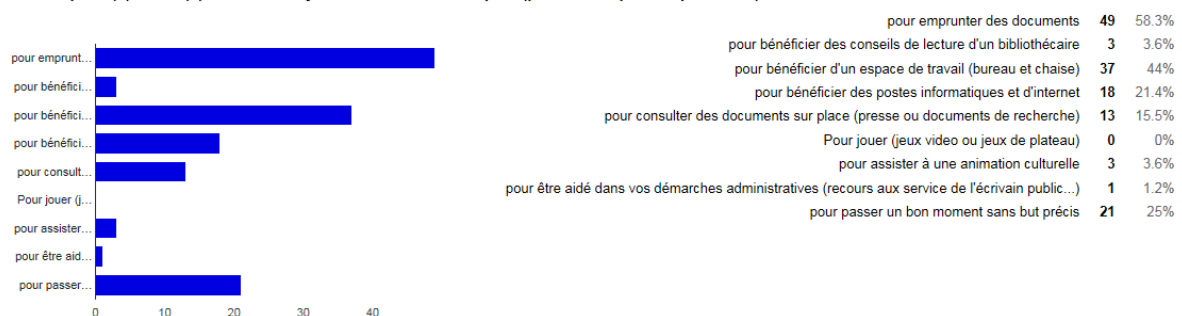 pour emprunt...
pour bénéfici...
pour bénéfici...
pour bénéfici...
pour consult...
Pour jouer (j...
pour assister...
pour être aid...
pour passer...
0 10 20 30 40
pour emprunter des documents 49 58.3%
pour bénéficier des conseils de lecture d'un bibliothécaire 3 3.6%
pour bénéficier d'un espace de travail (bureau et chaise) 37 44%
pour bénéficier des postes informatiques et d'internet 18 21.4%
pour consulter des documents sur place (presse ou documents de recherche) 13 15.5%
Pour jouer (jeux video ou jeux de plateau) 0 0%
pour assister à une animation culturelle 3 3.6%
pour être aidé dans vos démarches administratives (recours aux service de l'écrivain public...) 1 1.2%
pour passer un bon moment sans but précis 21 25%